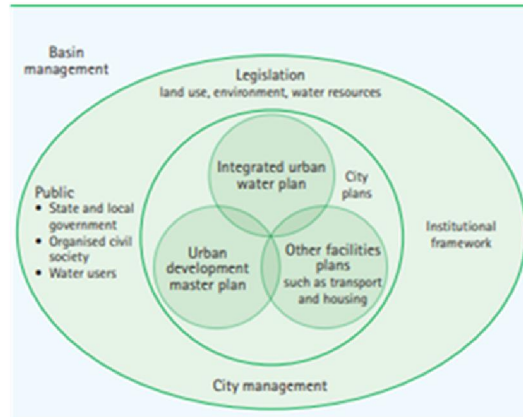 Basin
management
Legislation
land use, environment, water resources
Integrated urban
water plan
City
plans
Public
• State and local
government
• Organised civil
society
• Water users
Urban
development
master plan
Other facilities
plans
such as transport
and housing
Institutional
framework
City management